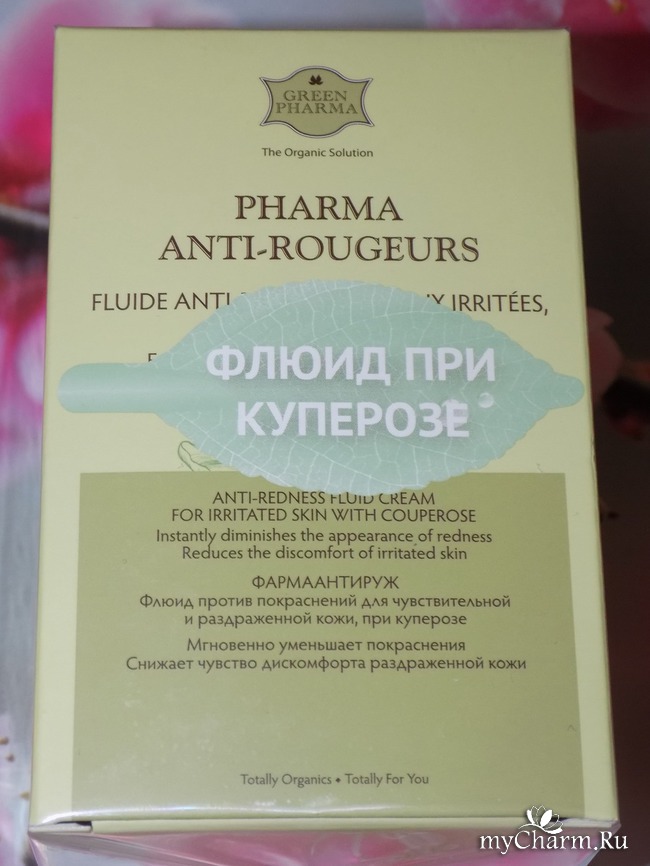 GREEN
PHARMA
The Organic Solution
PHARMA
ANTI-ROUGEURS
FLUIDE IRRITÉES,
ФЛЮИД ПРИ
КУПЕРОЗЕ
ANTI-REDNESS FLUID CREAM
FOR IRRITATED SKIN WITH COUPEROSE
Instantly diminishes the appearance of redness
Reduces the discomfort of irritated skin
ФАРМААНТИРУЖ
Флюид против покраснений для чувствительной
и раздраженной кожи, при куперозе
Мгновенно уменьшает покраснения
Снижает чувство дискомфорта раздраженной кожи
Totally Organics • Totally For You
myCharm.Ru